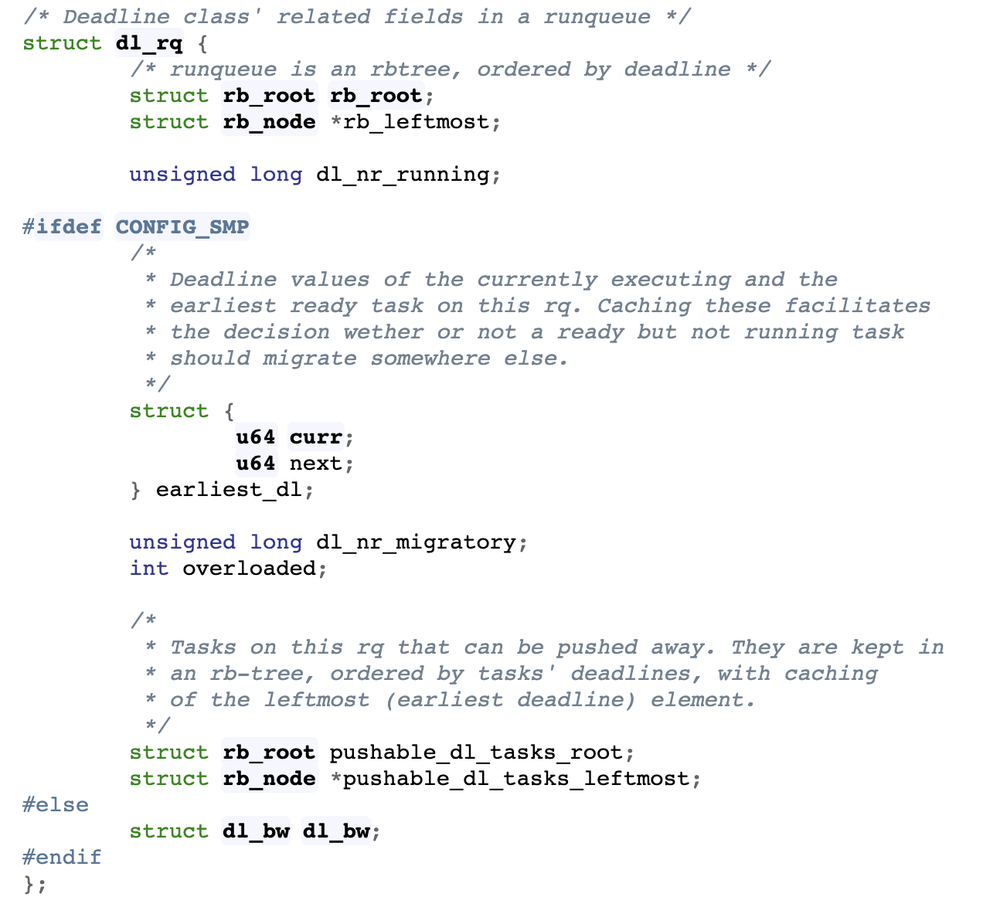 /* Deadline class' related fields in a runqueue */
struct dl_rq {
        /* runqueue is an rbtree, ordered by deadline */
        struct rb_root rb_root;
        struct rb_node *rb_leftmost;

        unsigned long dl_nr_running;

#ifdef CONFIG_SMP
        /*
         * Deadline values of the currently executing and the
         * earliest ready task on this rq. Caching these facilitates
         * the decision wether or not a ready but not running task
         * should migrate somewhere else.
         */
        struct {
                u64 curr;
                u64 next;
        } earliest_dl;

        unsigned long dl_nr_migratory;
        int overloaded;

        /*
         * Tasks on this rq that can be pushed away. They are kept in
         * an rb-tree, ordered by tasks' deadlines, with caching
         * of the leftmost (earliest deadline) element.
         */
        struct rb_root pushable_dl_tasks_root;
        struct rb_node *pushable_dl_tasks_leftmost;
#else
        struct dl_bw dl_bw;
#endif
};